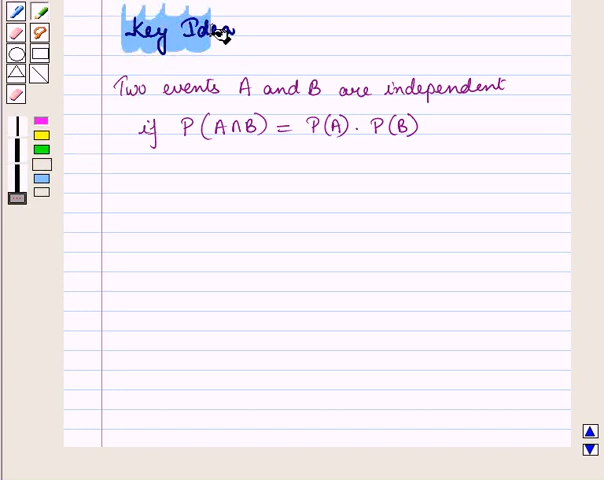 Key Idea
Two events A and B are independent
if P(A∩B) = P(A) . P(B)